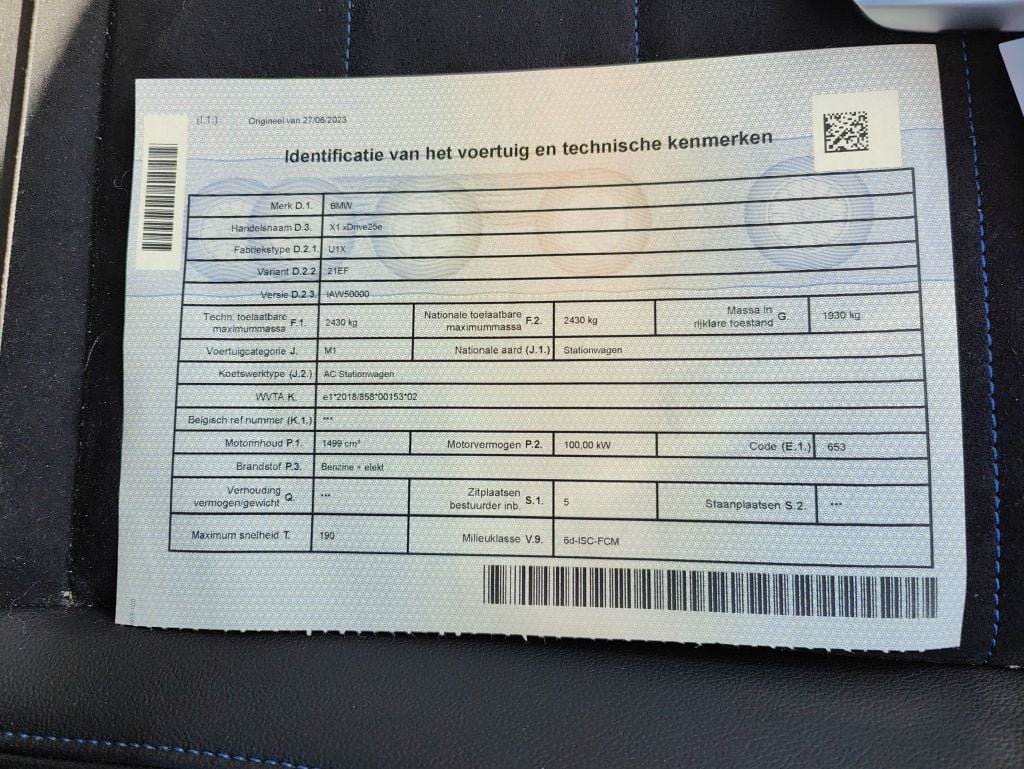 (I.1.) Origineel van 27/06/2023
Identificatie van het voertuig en technische kenmerken
Merk D.1. BMW
Handelsnaam D.3. X1 xDrive25e
Fabriekstype D.2.1. U1X
Variant D.2.2. 21EF
Versie D.2.3. IAW50000
Techn. toelaatbare maximummassa F.1. 2430 kg Nationale toelaatbare maximummassa F.2. 2430 kg Massa in rijklare toestand G. 1930 kg
Voertuigcategorie J. M1 Nationale aard (J.1.) Stationwagen
Koetswerktype (J.2.) AC Stationwagen
WVTA K. e1*2018/858*00153*02
Belgisch ref nummer (K.1.) ***
Motorinhoud P.1. 1499 cm³ Motorvermogen P.2. 100,00 kW Code (E.1.) 653
Brandstof P.3. Benzine + elekt
Verhouding vermogen/gewicht Q. *** Zitplaatsen bestuurder inb. S.1. 5 Staanplaatsen S.2. ***
Maximum snelheid T. 190 Milieuklasse V.9. 6d-ISC-FCM